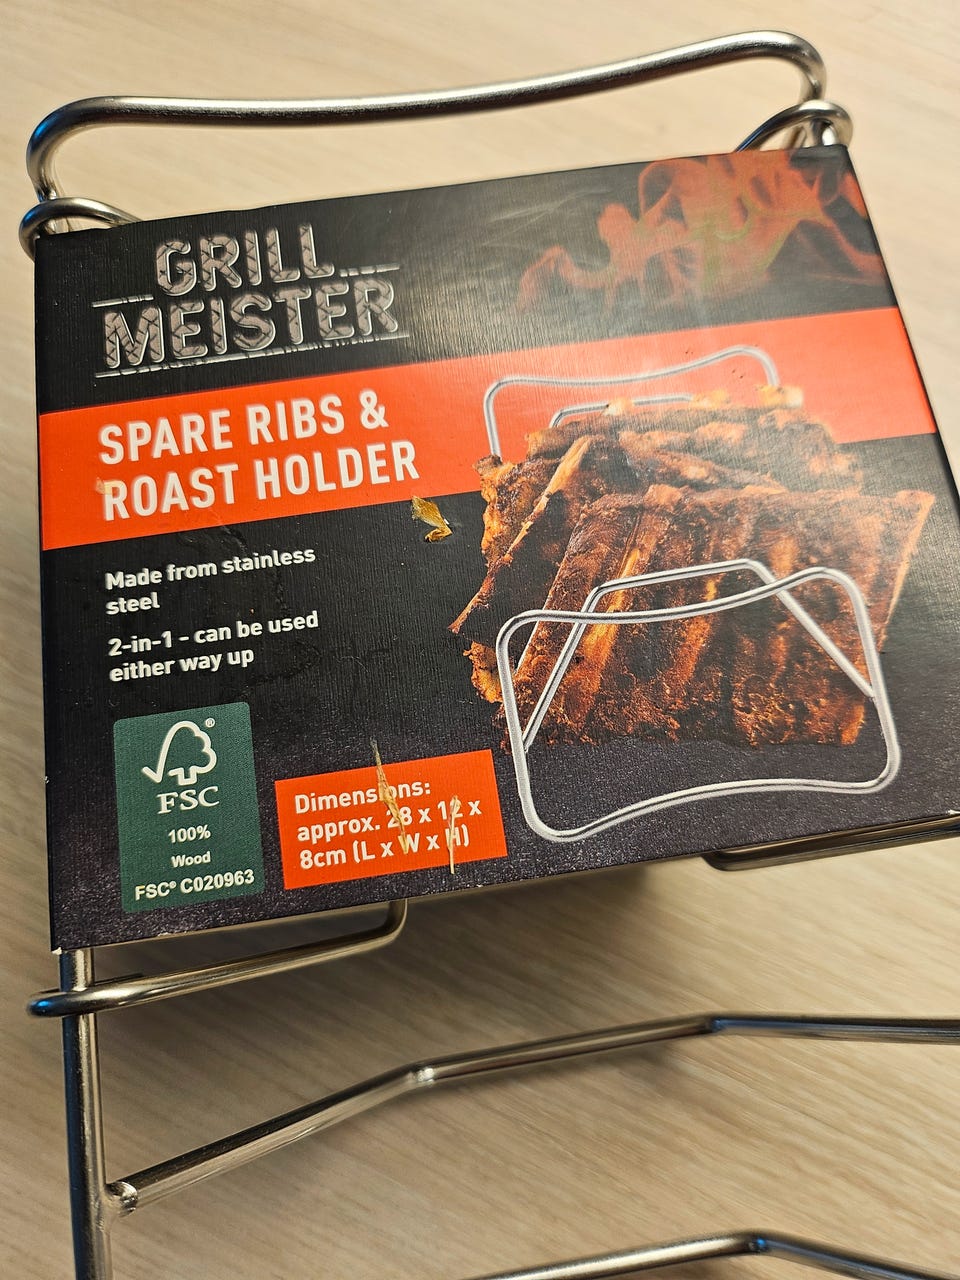 GRILL
MEISTER
SPARE RIBS &
ROAST HOLDER
Made from stainless
steel
2-in-1 - can be used
either way up
®
FSC
100%
Wood
FSC® C020963
Dimensions:
approx. 28 x 12 x
8cm (L x W x H)